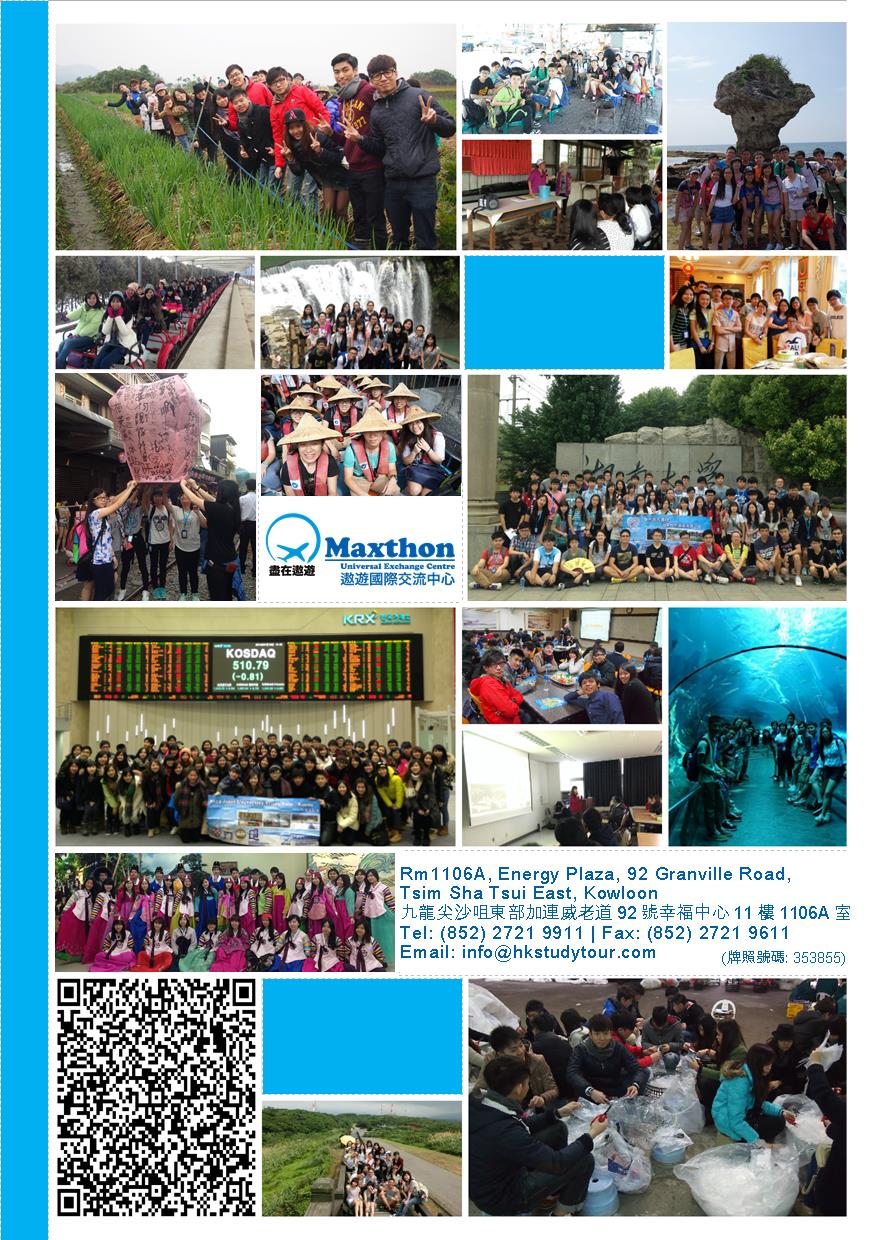 KRX
KOSDAQ
510.79
(-0.81)
盡在遨遊
Maxthon
Universal Exchange Centre
遨遊國際交流中心
Rm1106A, Energy Plaza, 92 Granville Road,
Tsim Sha Tsui East, Kowloon
九龍尖沙咀東部加連威老道 92 號幸福中心 11 樓 1106A 室
Tel: (852) 2721 9911 | Fax: (852) 2721 9611
Email: info@hkstudytour.com
(牌照號碼: 353855)